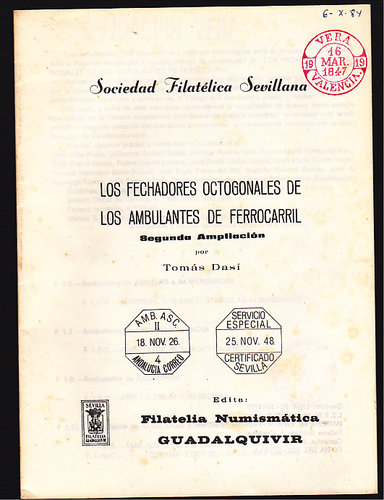 6-X-84
VERA
16
MAR.
1847
19 19
VALENCIA.
Sociedad Filatélica Sevillana
LOS FECHADORES OCTOGONALES DE
LOS AMBULANTES DE FERROCARRIL
Segunda Ampliación
por
Tomás Dasí
AMB. ASC.
II
18. NOV. 26.
4
ANDALUCIA CORREO
SERVICIO
ESPECIAL
25. NOV. 48.
CERTIFICADO
SEVILLA
Edita:
SEVILLA
FILATELIA
GUADALQUIVIR
Filatelia Numismática
GUADALQUIVIR